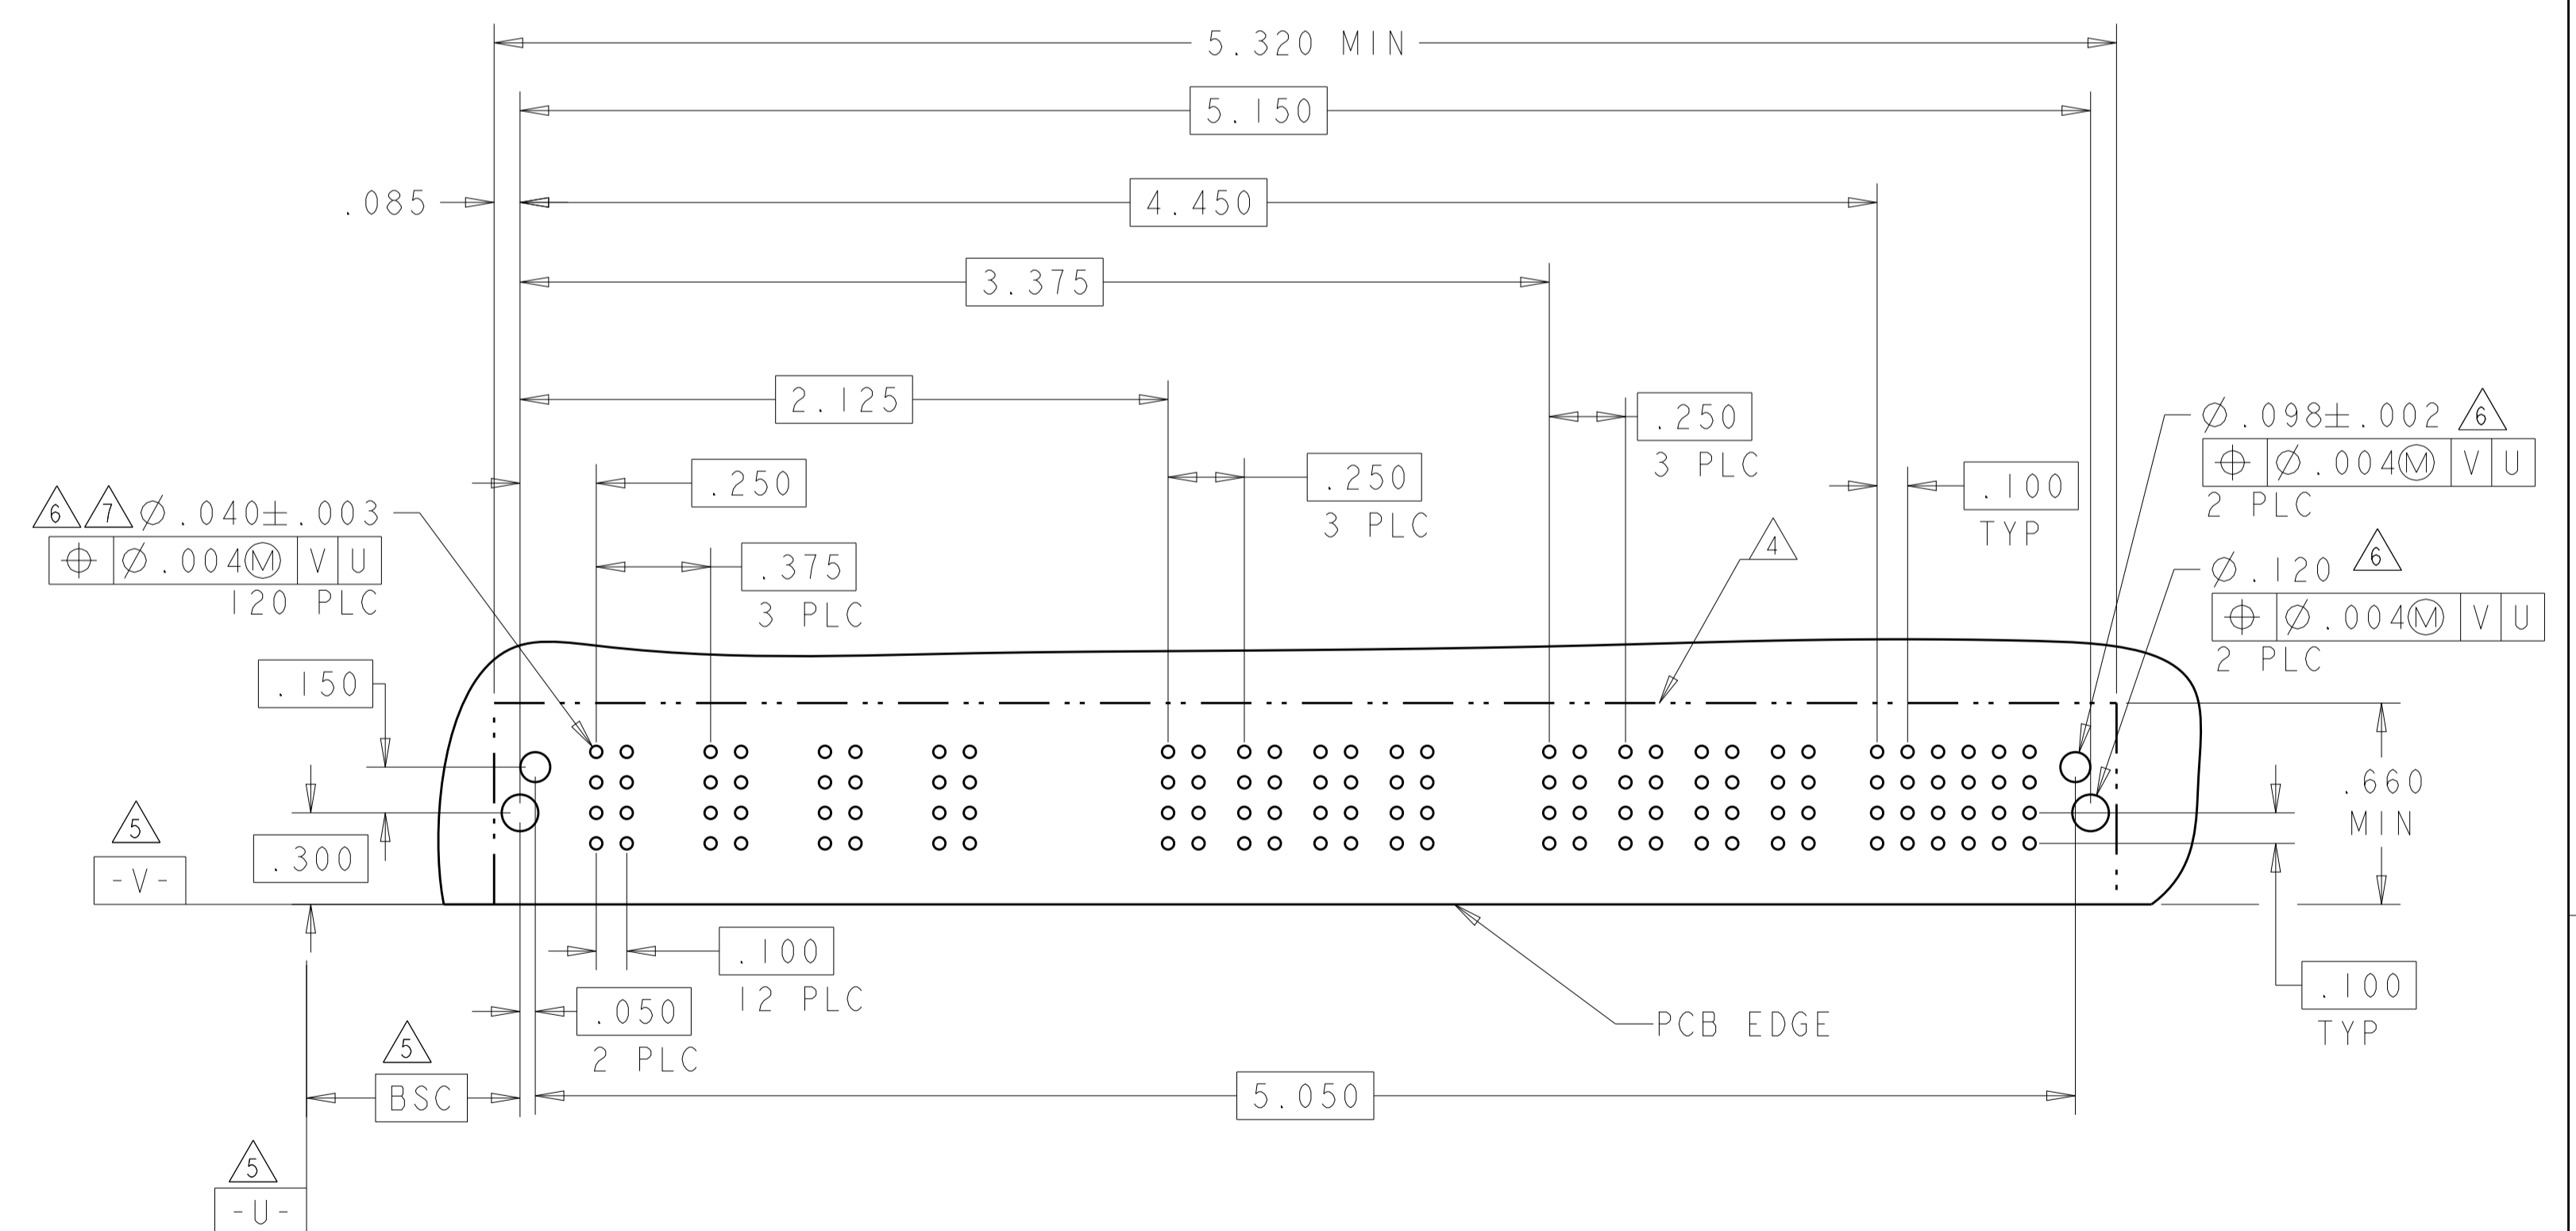 5.320 MIN
5.150
.085
4.450
3.375
2.125
.250
3 PLC
.250
.250
3 PLC
.100
TYP
Ø.098±.002 6
⌖ Ø.004Ⓜ V U
2 PLC
6 7 Ø.040±.003
⌖ Ø.004Ⓜ V U
120 PLC
.375
3 PLC
4
Ø.120 6
⌖ Ø.004Ⓜ V U
2 PLC
.150
.660
MIN
5
-V-
.300
.100
12 PLC
.100
TYP
.050
2 PLC
PCB EDGE
5
BSC
5.050
5
-U-